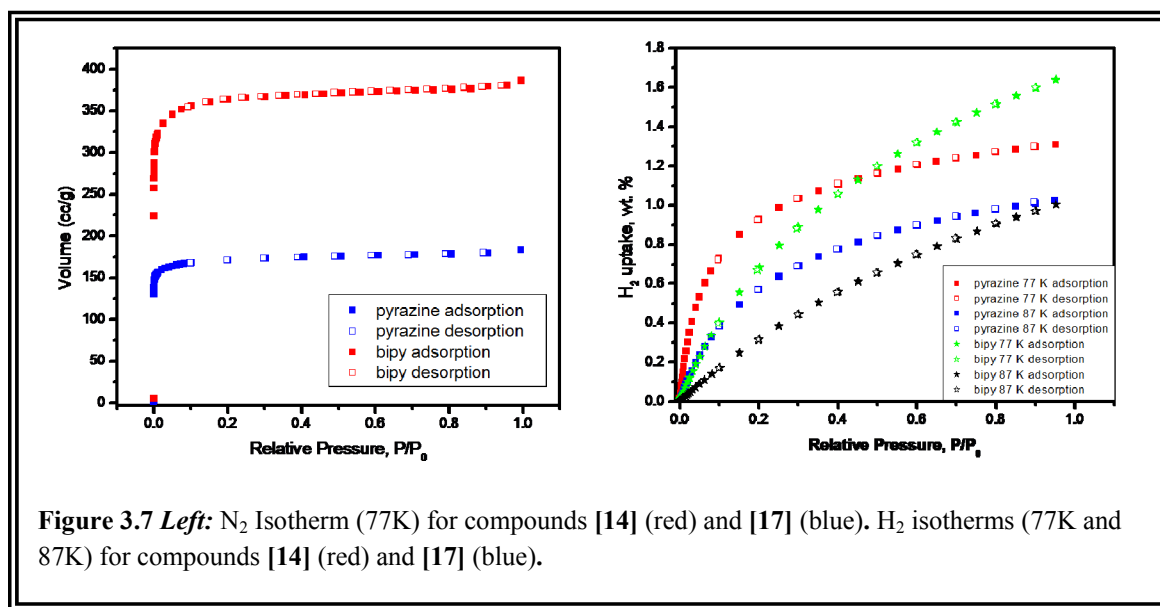 400
350
300
250
200
150
100
50
0
Volume (cc/g)
pyrazine adsorption
pyrazine desorption
bipy adsorption
bipy desorption
0.0 0.2 0.4 0.6 0.8 1.0
Relative Pressure, P/P₀
1.8
1.6
1.4
1.2
1.0
0.8
0.6
0.4
0.2
0.0
H₂ uptake, wt. %
pyrazine 77 K adsorption
pyrazine 77 K desorption
pyrazine 87 K adsorption
pyrazine 87 K desorption
bipy 77 K adsorption
bipy 77 K desorption
bipy 87 K adsorption
bipy 87 K desorption
0.0 0.2 0.4 0.6 0.8 1.0
Relative Pressure, P/P₀
Figure 3.7 Left: N₂ Isotherm (77K) for compounds [14] (red) and [17] (blue). H₂ isotherms (77K and
87K) for compounds [14] (red) and [17] (blue).